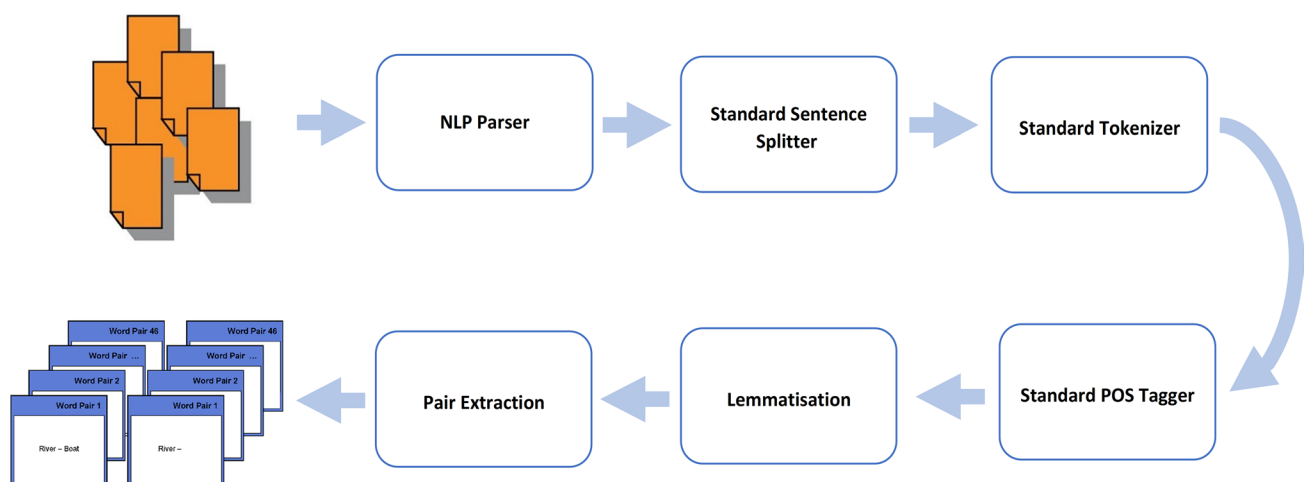 NLP Parser
Standard Sentence
Splitter
Standard Tokenizer
Word Pair 46
Word Pair 46
Word Pair ...
Word Pair ...
Word Pair 2
Word Pair 2
Word Pair 1
Word Pair 1
River – Boat
River –
Pair Extraction
Lemmatisation
Standard POS Tagger